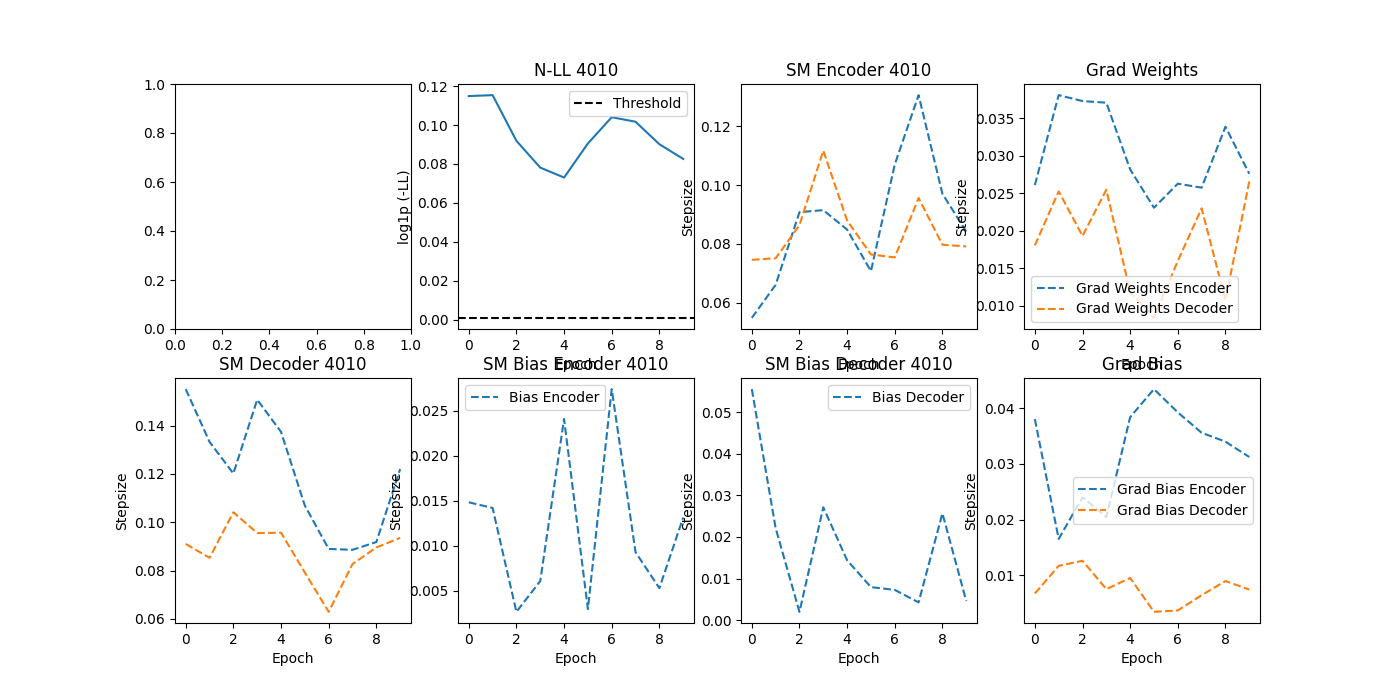 N-LL 4010
SM Encoder 4010
Grad Weights
1.0
0.8
0.6
0.4
0.2
0.0
0.0 0.2 0.4 0.6 0.8 1.0
log1p (-LL)
0.12
0.10
0.08
0.06
0.04
0.02
0.00
Threshold
0 2 4 6 8
Epoch
Stepsize
0.12
0.10
0.08
0.06
0 2 4 6 8
Epoch
Stepsize
0.035
0.030
0.025
0.020
0.015
0.010
Grad Weights Encoder
Grad Weights Decoder
0 2 4 6 8
Epoch
SM Decoder 4010
SM Bias Encoder 4010
SM Bias Decoder 4010
Grad Bias
Stepsize
0.14
0.12
0.10
0.08
0.06
0 2 4 6 8
Epoch
Stepsize
0.025
0.020
0.015
0.010
0.005
Bias Encoder
0 2 4 6 8
Epoch
0.05
0.04
0.03
0.02
0.01
0.00
Bias Decoder
0 2 4 6 8
Epoch
Stepsize
0.04
0.03
0.02
0.01
Grad Bias Encoder
Grad Bias Decoder
0 2 4 6 8
Epoch